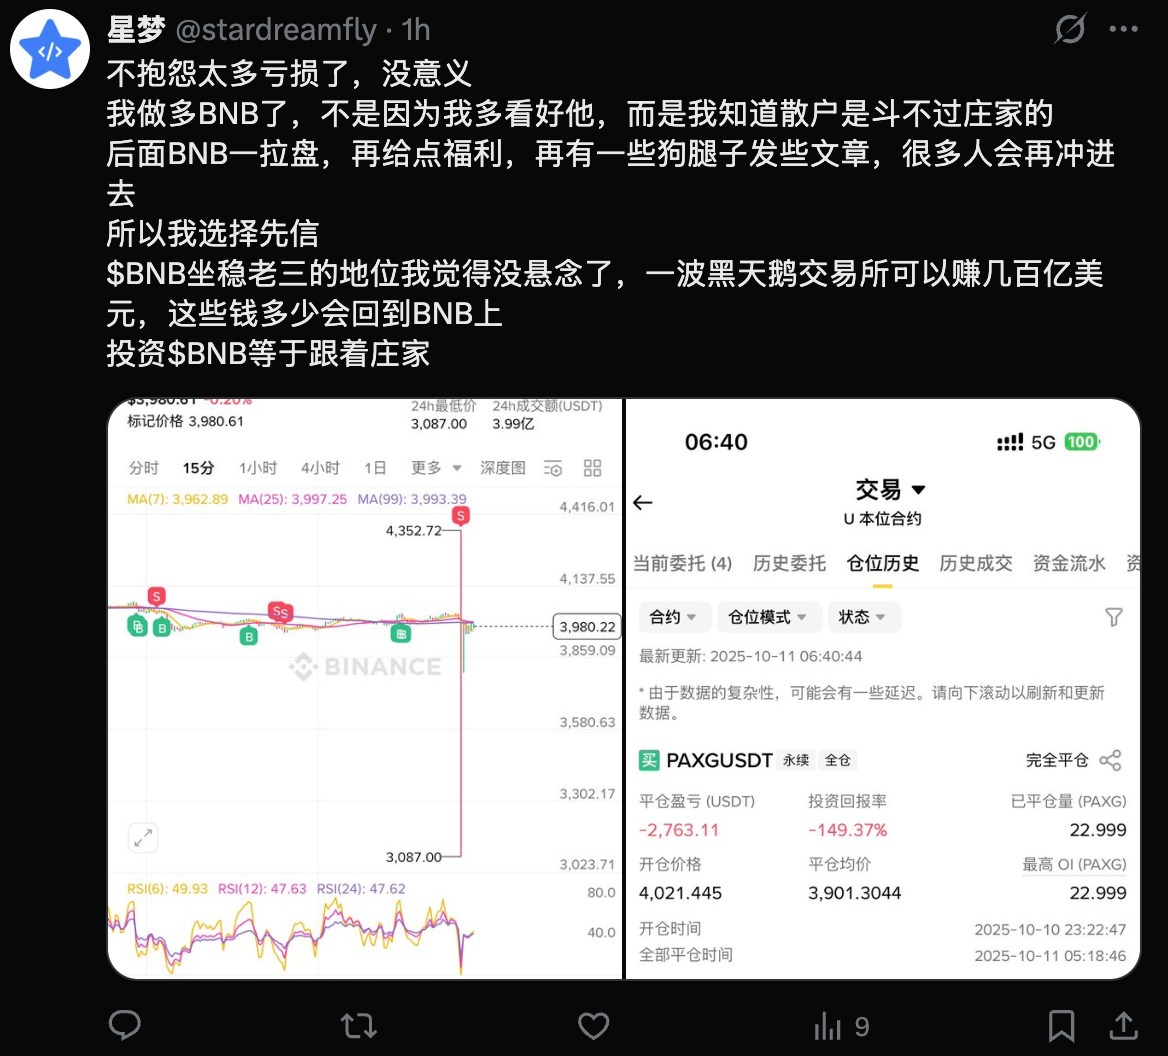 星梦 @stardreamfly · 1h
不抱怨太多亏损了，没意义
我做多BNB了，不是因为我多看好他，而是我知道散户是斗不过庄家的
后面BNB一拉盘，再给点福利，再有一些狗腿子发些文章，很多人会再冲进
去
所以我选择先信
$BNB坐稳老三的地位我觉得没悬念了，一波黑天鹅交易所可以赚几百亿美
元，这些钱多少会回到BNB上
投资$BNB等于跟着庄家
$3,980.61 -0.20%
24h最低价 24h成交额(USDT)
标记价格 3,980.61
3,087.00 3.99亿
分时 15分 1小时 4小时 1日 更多 深度图
MA(7): 3,962.89 MA(25): 3,997.25 MA(99): 3,993.39
4,416.01
S
4,352.72
4,137.55
S
S S
B B B
B
B B
3,980.22
3,859.09
BINANCE
3,580.63
3,302.17
3,087.00
3,023.71
RSI(6): 49.93 RSI(12): 47.63 RSI(24): 47.62
80.0
40.0
06:40 5G 100
交易
U 本位合约
当前委托 (4) 历史委托 仓位历史 历史成交 资金流水 资
合约 仓位模式 状态
最新更新: 2025-10-11 06:40:44
* 由于数据的复杂性，可能会有一些延迟。请向下滚动以刷新和更新
数据。
买 PAXGUSDT 永续 全仓 完全平仓
平仓盈亏 (USDT) 投资回报率 已平仓量 (PAXG)
-2,763.11 -149.37% 22.999
开仓价格 平仓均价 最高 OI (PAXG)
4,021.445 3,901.3044 22.999
开仓时间 2025-10-10 23:22:47
全部平仓时间 2025-10-11 05:18:46
9